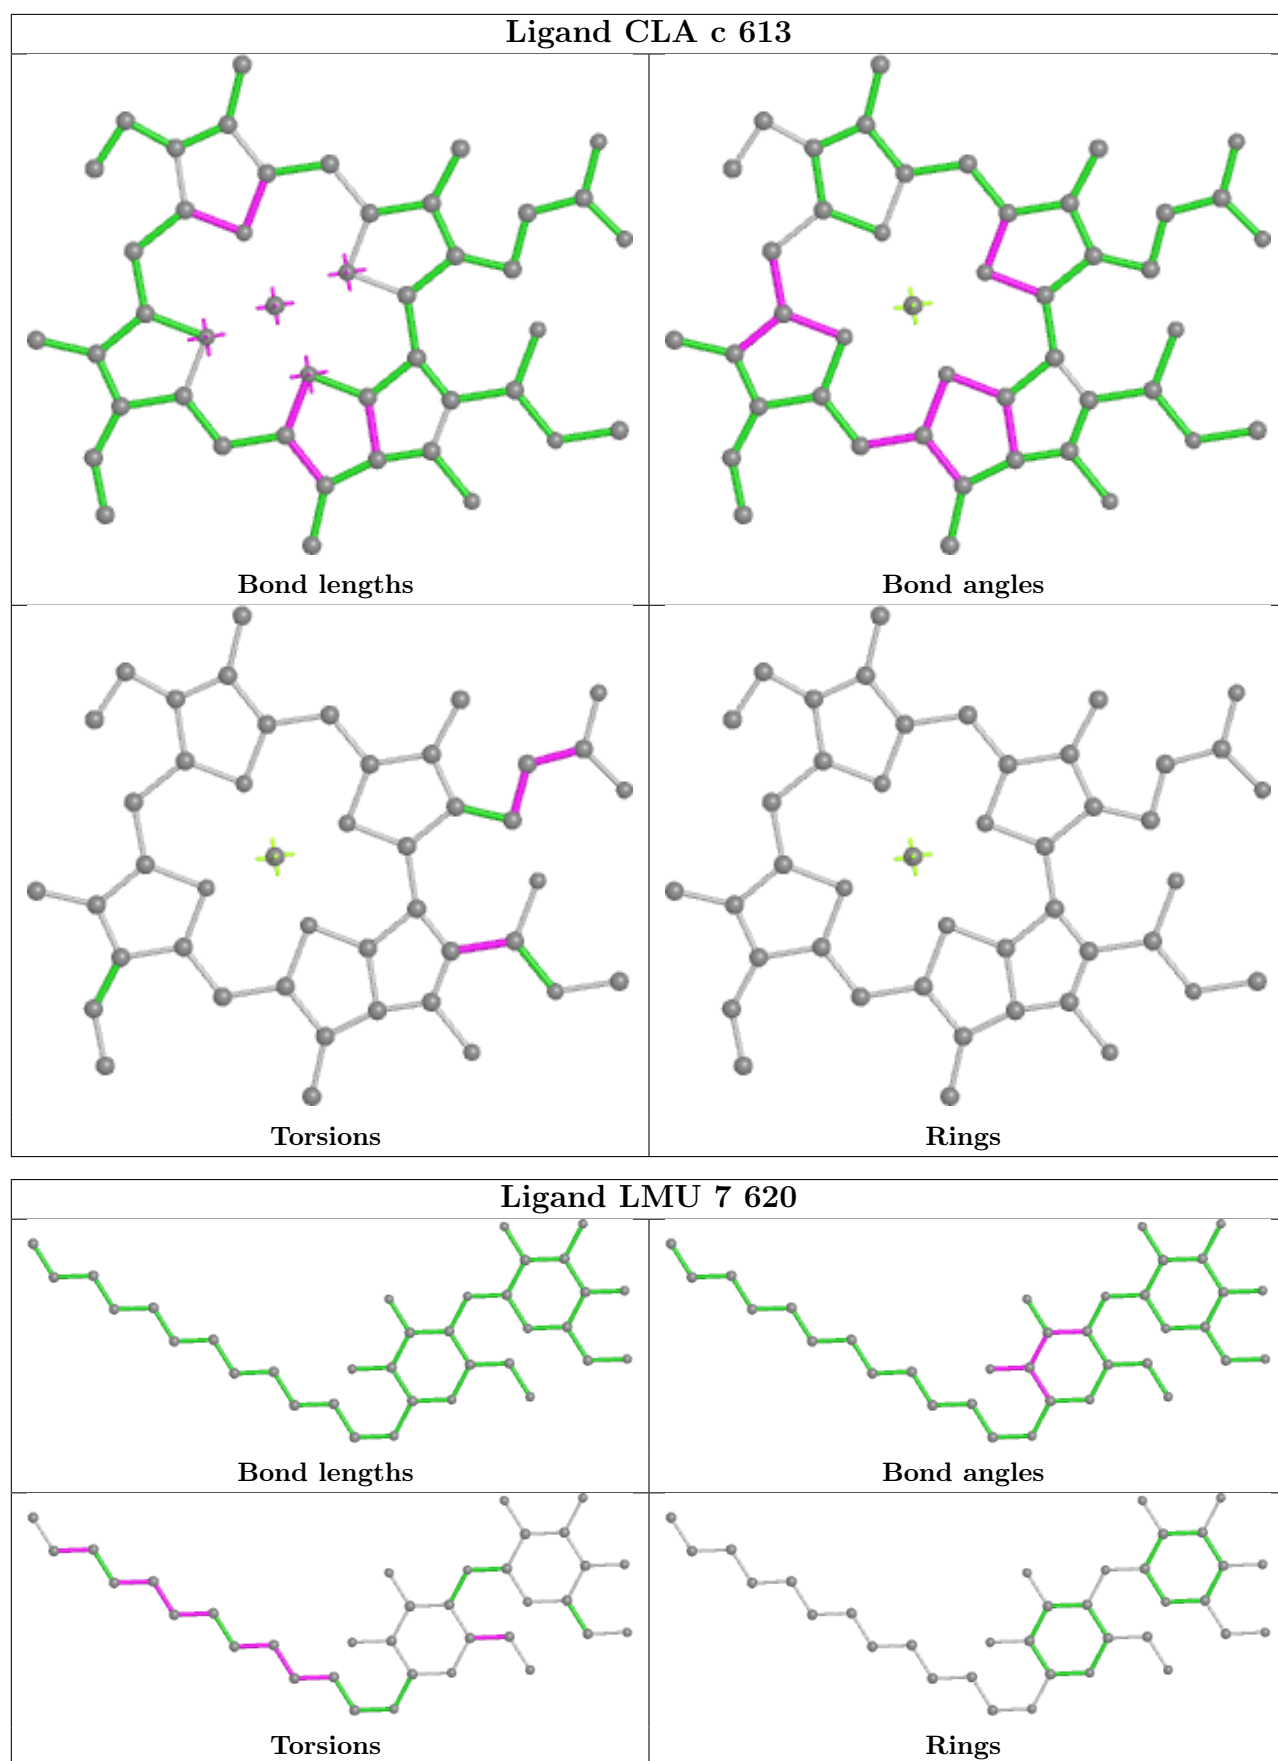 Ligand CLA c 613
Bond lengths
Bond angles
Torsions
Rings
Ligand LMU 7 620
Bond lengths
Bond angles
Torsions
Rings